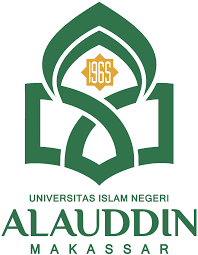 1965
UNIVERSITAS ISLAM NEGERI
ALAUDDIN
MAKASSAR